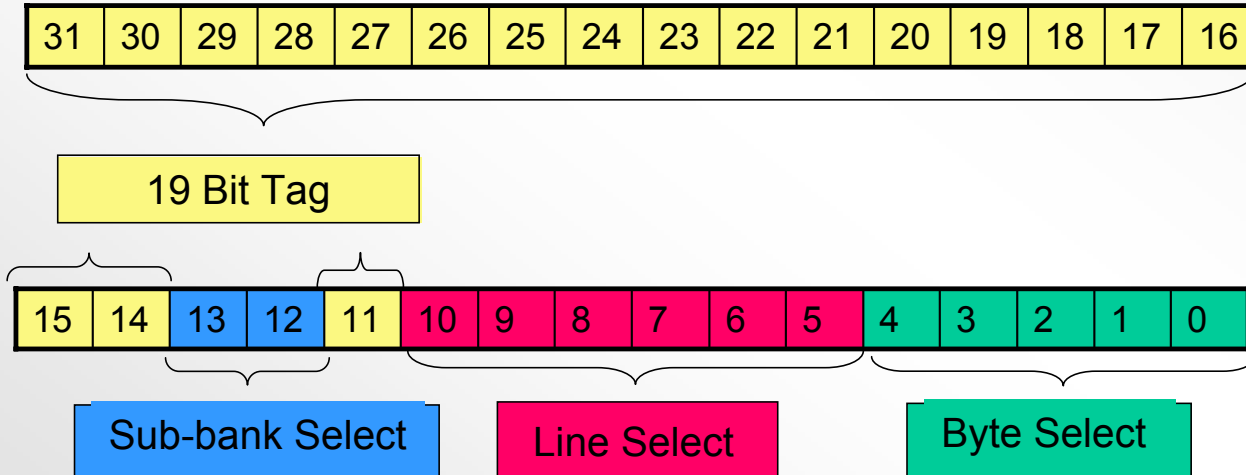 31 30 29 28 27 26 25 24 23 22 21 20 19 18 17 16
19 Bit Tag
15 14 13 12 11 10 9 8 7 6 5 4 3 2 1 0
Sub-bank Select Line Select Byte Select